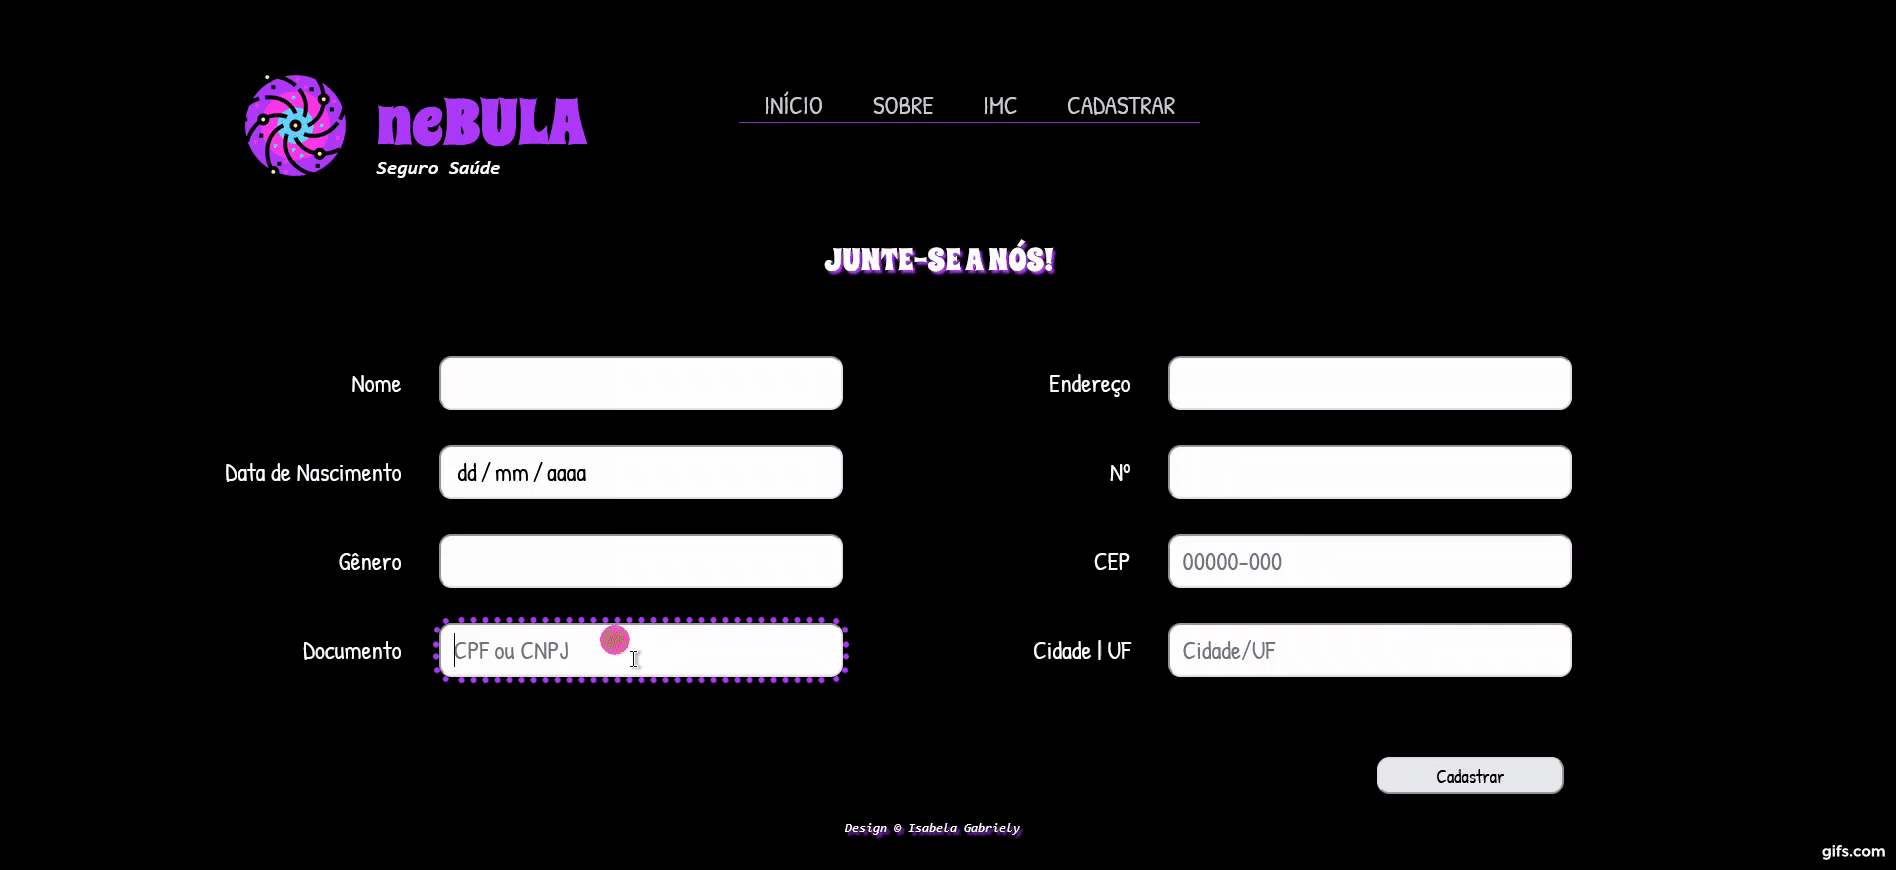 neBULA
Seguro Saúde
INÍCIO SOBRE IMC CADASTRAR
JUNTE-SE A NÓS!
Nome
Endereço
Data de Nascimento dd / mm / aaaa
Nº
Gênero
CEP 00000-000
Documento CPF ou CNPJ
Cidade | UF Cidade/UF
Cadastrar
Design © Isabela Gabriely
gifs.com